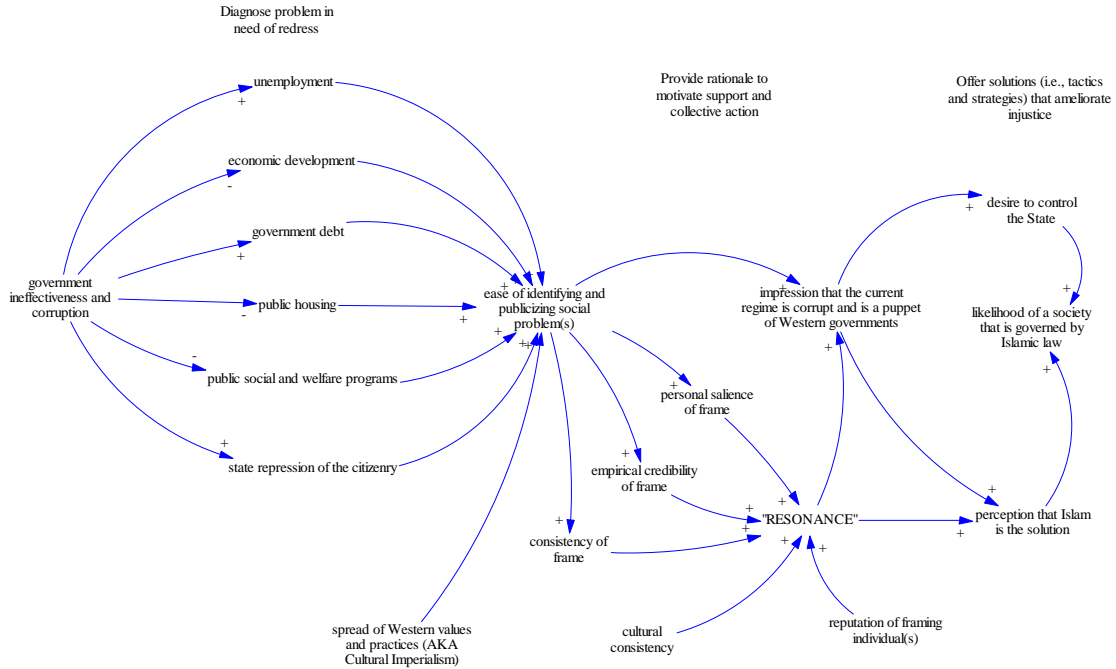 Diagnose problem in
need of redress
Provide rationale to
motivate support and
collective action
Offer solutions (i.e., tactics
and strategies) that ameliorate
injustice
unemployment
+
economic development
-
government debt
+
government
ineffectiveness and
corruption
public housing
-
-
public social and welfare programs
+
state repression of the citizenry
+
+
+
ease of identifying and
publicizing social
problem(s)
+
+
+
+
spread of Western values
and practices (AKA
Cultural Imperialism)
+
impression that the current
regime is corrupt and is a puppet
of Western governments
+
+
desire to control
the State
+
likelihood of a society
that is governed by
Islamic law
+
+
personal salience
of frame
+
empirical credibility
of frame
+
consistency of
frame
+
+
+
+
+
"RESONANCE"
+
+
perception that Islam
is the solution
cultural
consistency
reputation of framing
individual(s)